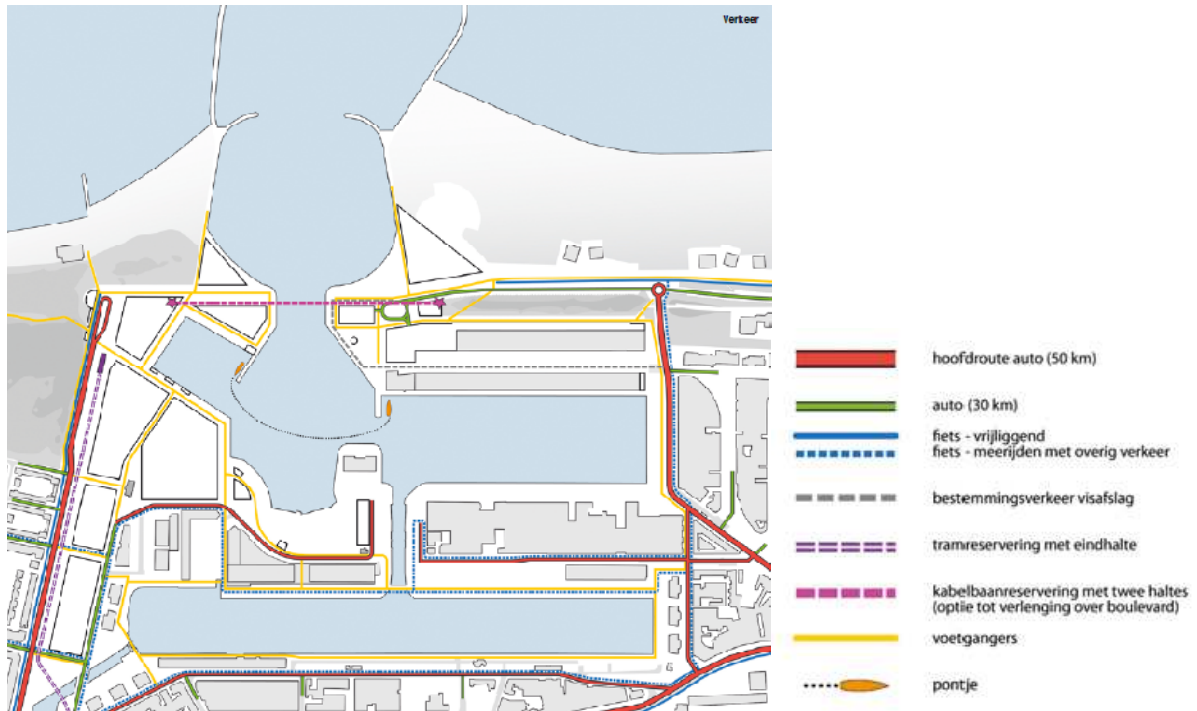 Verkeer
hoofdroute auto (50 km)
auto (30 km)
fiets - vrijliggend
fiets - meerijden met overig verkeer
bestemmingsverkeer visafslag
tramreservering met eindhalte
kabelbaanreservering met twee haltes
(optie tot verlenging over boulevard)
voetgangers
pontje